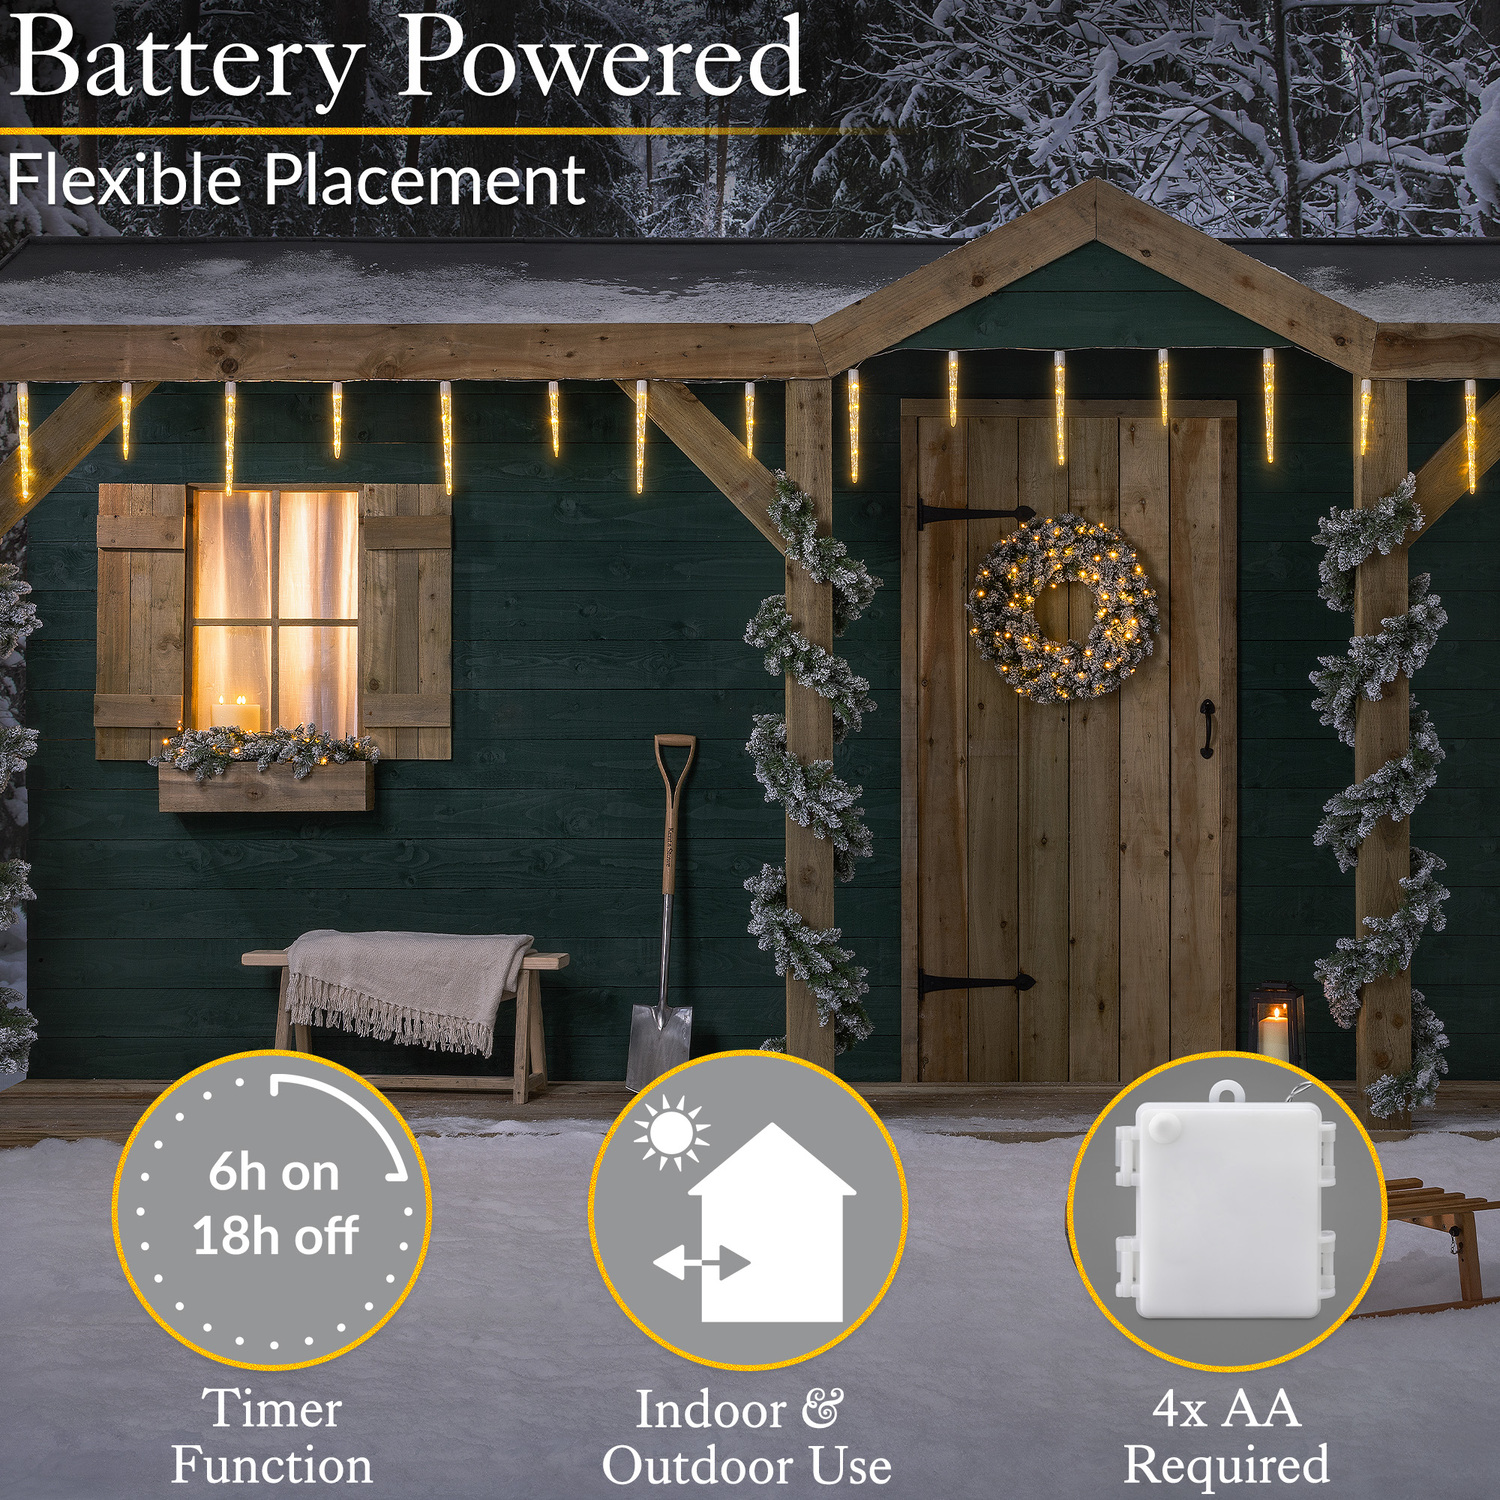 Battery Powered
Flexible Placement
6h on
18h off
Timer
Function
Indoor &
Outdoor Use
4x AA
Required